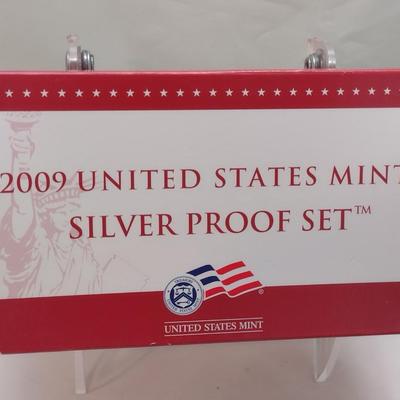 2009 UNITED STATES MINT
SILVER PROOF SET™
UNITED STATES MINT